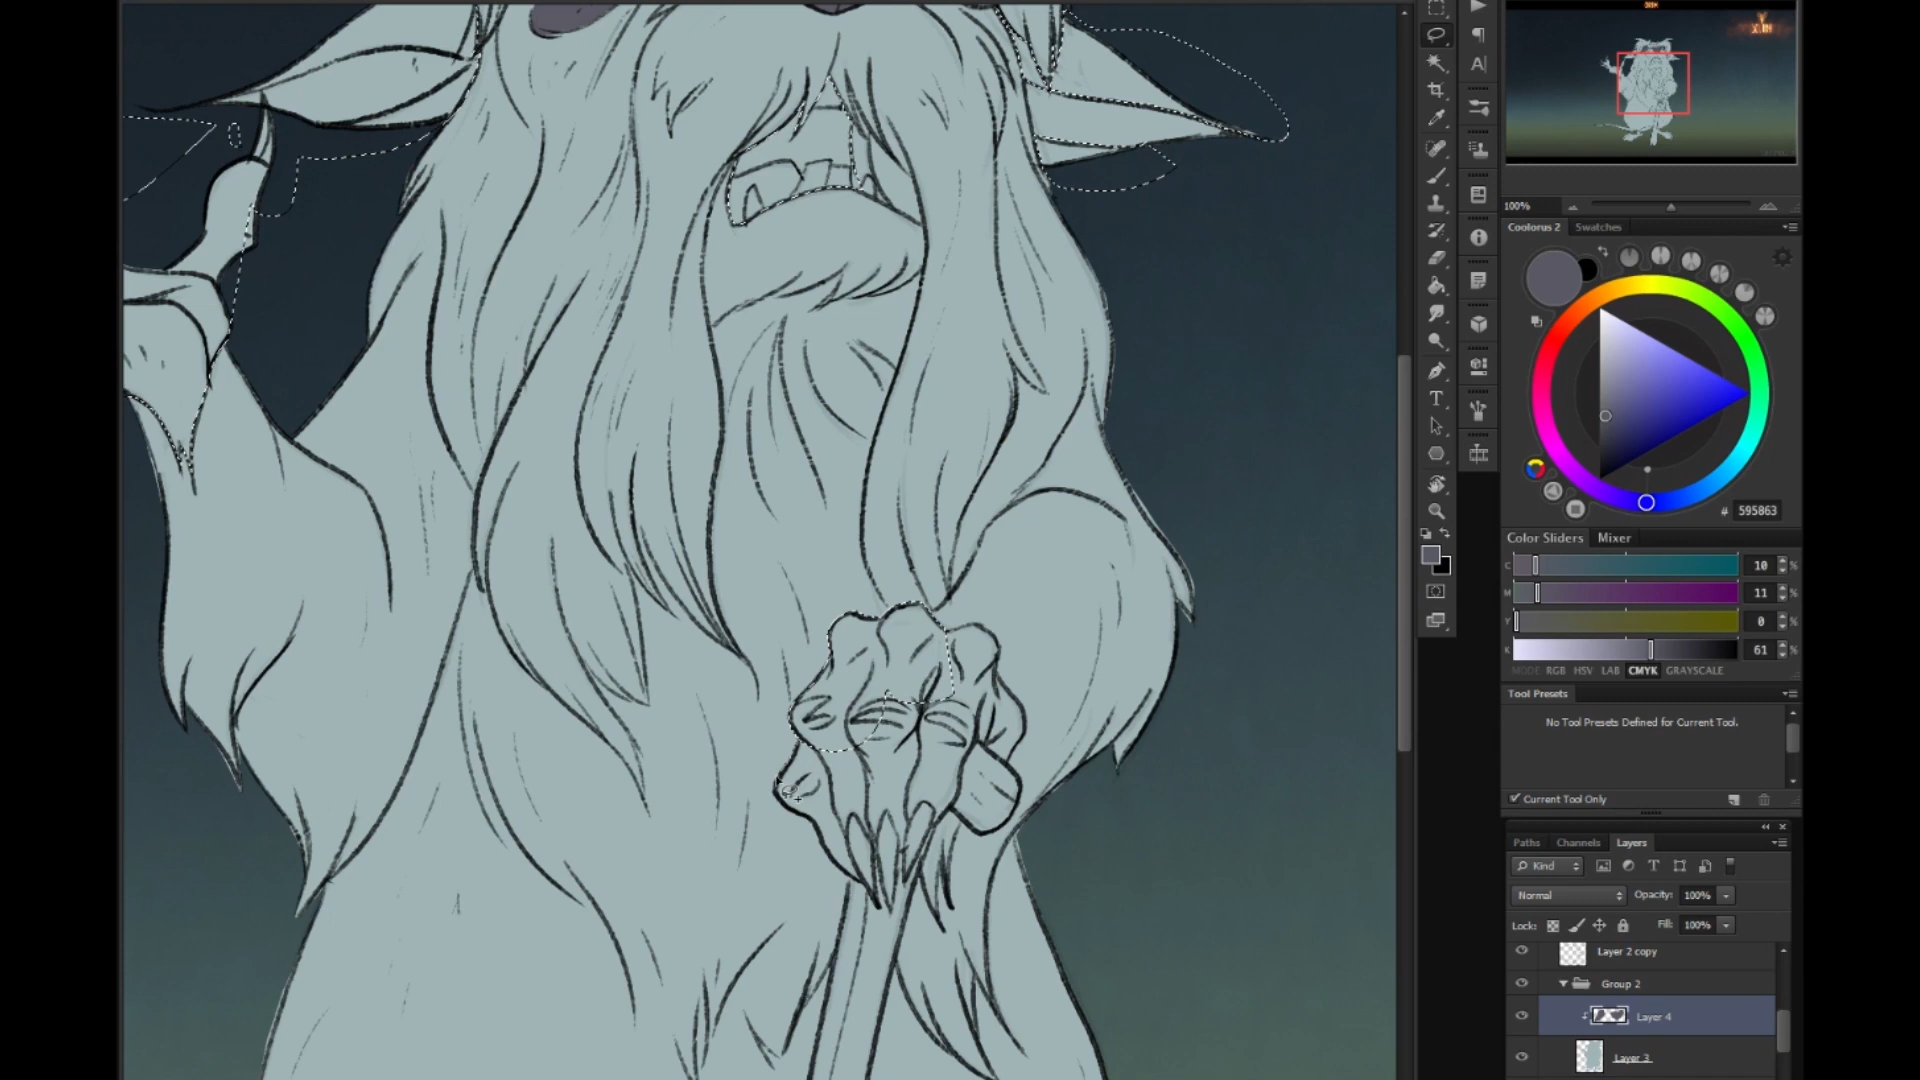 100%
Coolorus 2 Swatches
# 595863
Color Sliders Mixer
C 10 %
M 11 %
Y 0 %
K 61 %
MODE RGB HSV LAB CMYK GRAYSCALE
Tool Presets
No Tool Presets Defined for Current Tool.
Current Tool Only
Paths Channels Layers
Kind
Normal Opacity: 100%
Lock: Fill: 100%
Layer 2 copy
Group 2
Layer 4
Layer 3